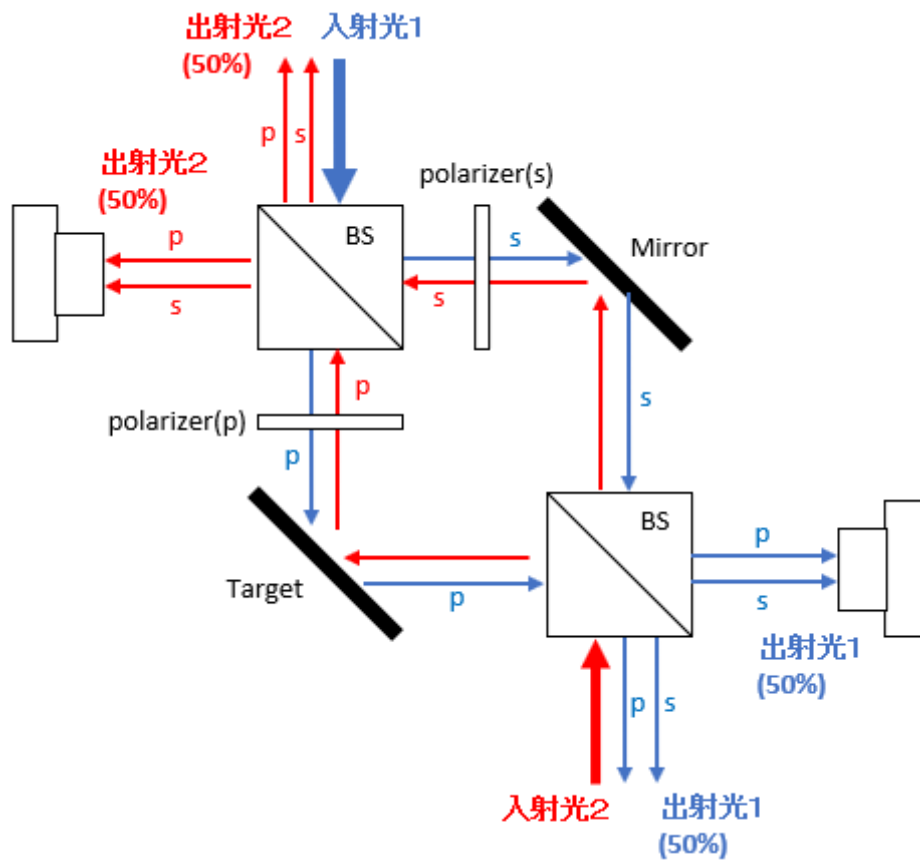 出射光2
(50%)
入射光1
p
s
出射光2
(50%)
polarizer(s)
BS
p
s
s
Mirror
s
s
p
polarizer(p)
p
s
BS
p
Target
p
s
出射光1
(50%)
p
s
入射光2
出射光1
(50%)